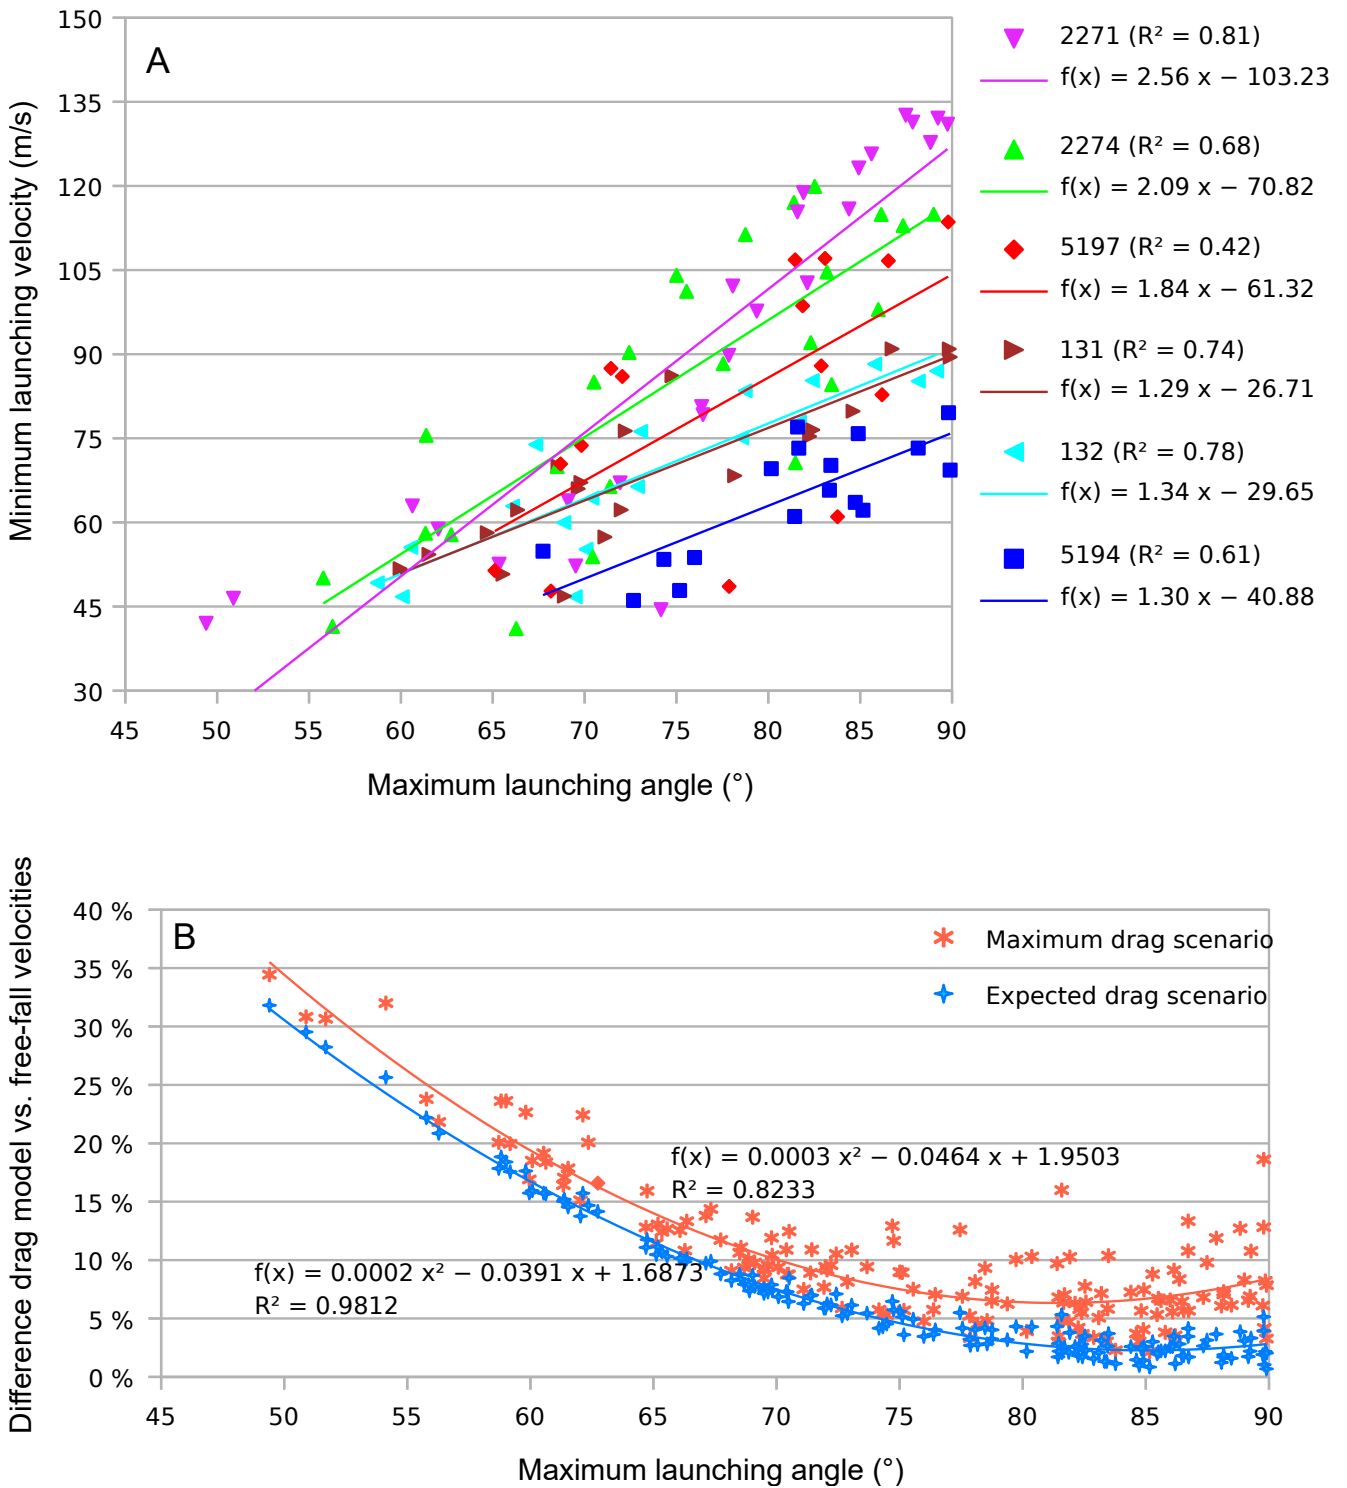 A
150
135
120
105
90
75
60
45
30
Minimum launching velocity (m/s)
45 50 55 60 65 70 75 80 85 90
Maximum launching angle (°)
2271 (R² = 0.81)
f(x) = 2.56 x − 103.23
2274 (R² = 0.68)
f(x) = 2.09 x − 70.82
5197 (R² = 0.42)
f(x) = 1.84 x − 61.32
131 (R² = 0.74)
f(x) = 1.29 x − 26.71
132 (R² = 0.78)
f(x) = 1.34 x − 29.65
5194 (R² = 0.61)
f(x) = 1.30 x − 40.88
B
40 %
35 %
30 %
25 %
20 %
15 %
10 %
5 %
0 %
Difference drag model vs. free-fall velocities
Maximum drag scenario
Expected drag scenario
f(x) = 0.0003 x² − 0.0464 x + 1.9503
R² = 0.8233
f(x) = 0.0002 x² − 0.0391 x + 1.6873
R² = 0.9812
45 50 55 60 65 70 75 80 85 90
Maximum launching angle (°)